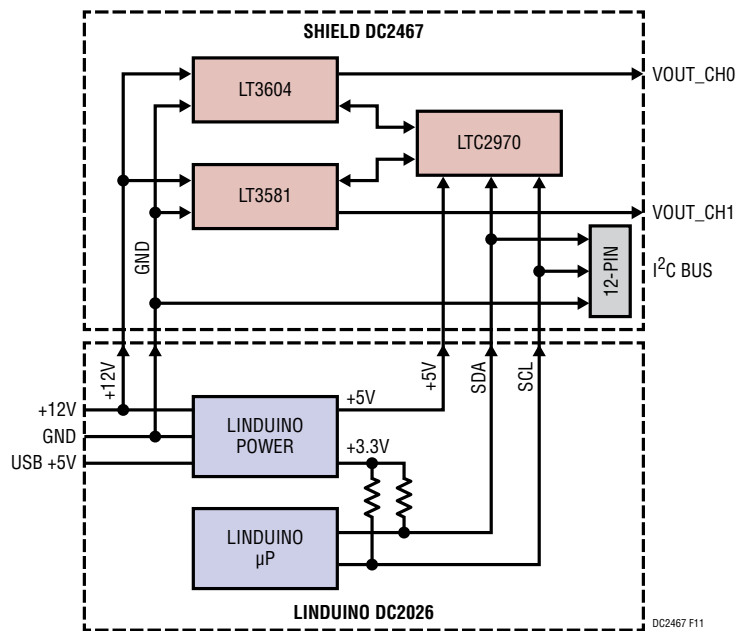 SHIELD DC2467
LT3604
VOUT_CH0
LTC2970
LT3581
VOUT_CH1
GND
12-PIN
I2C BUS
+12V
+5V
SDA
SCL
+12V
GND
USB +5V
LINDUINO
POWER
+5V
+3.3V
LINDUINO
µP
LINDUINO DC2026
DC2467 F11